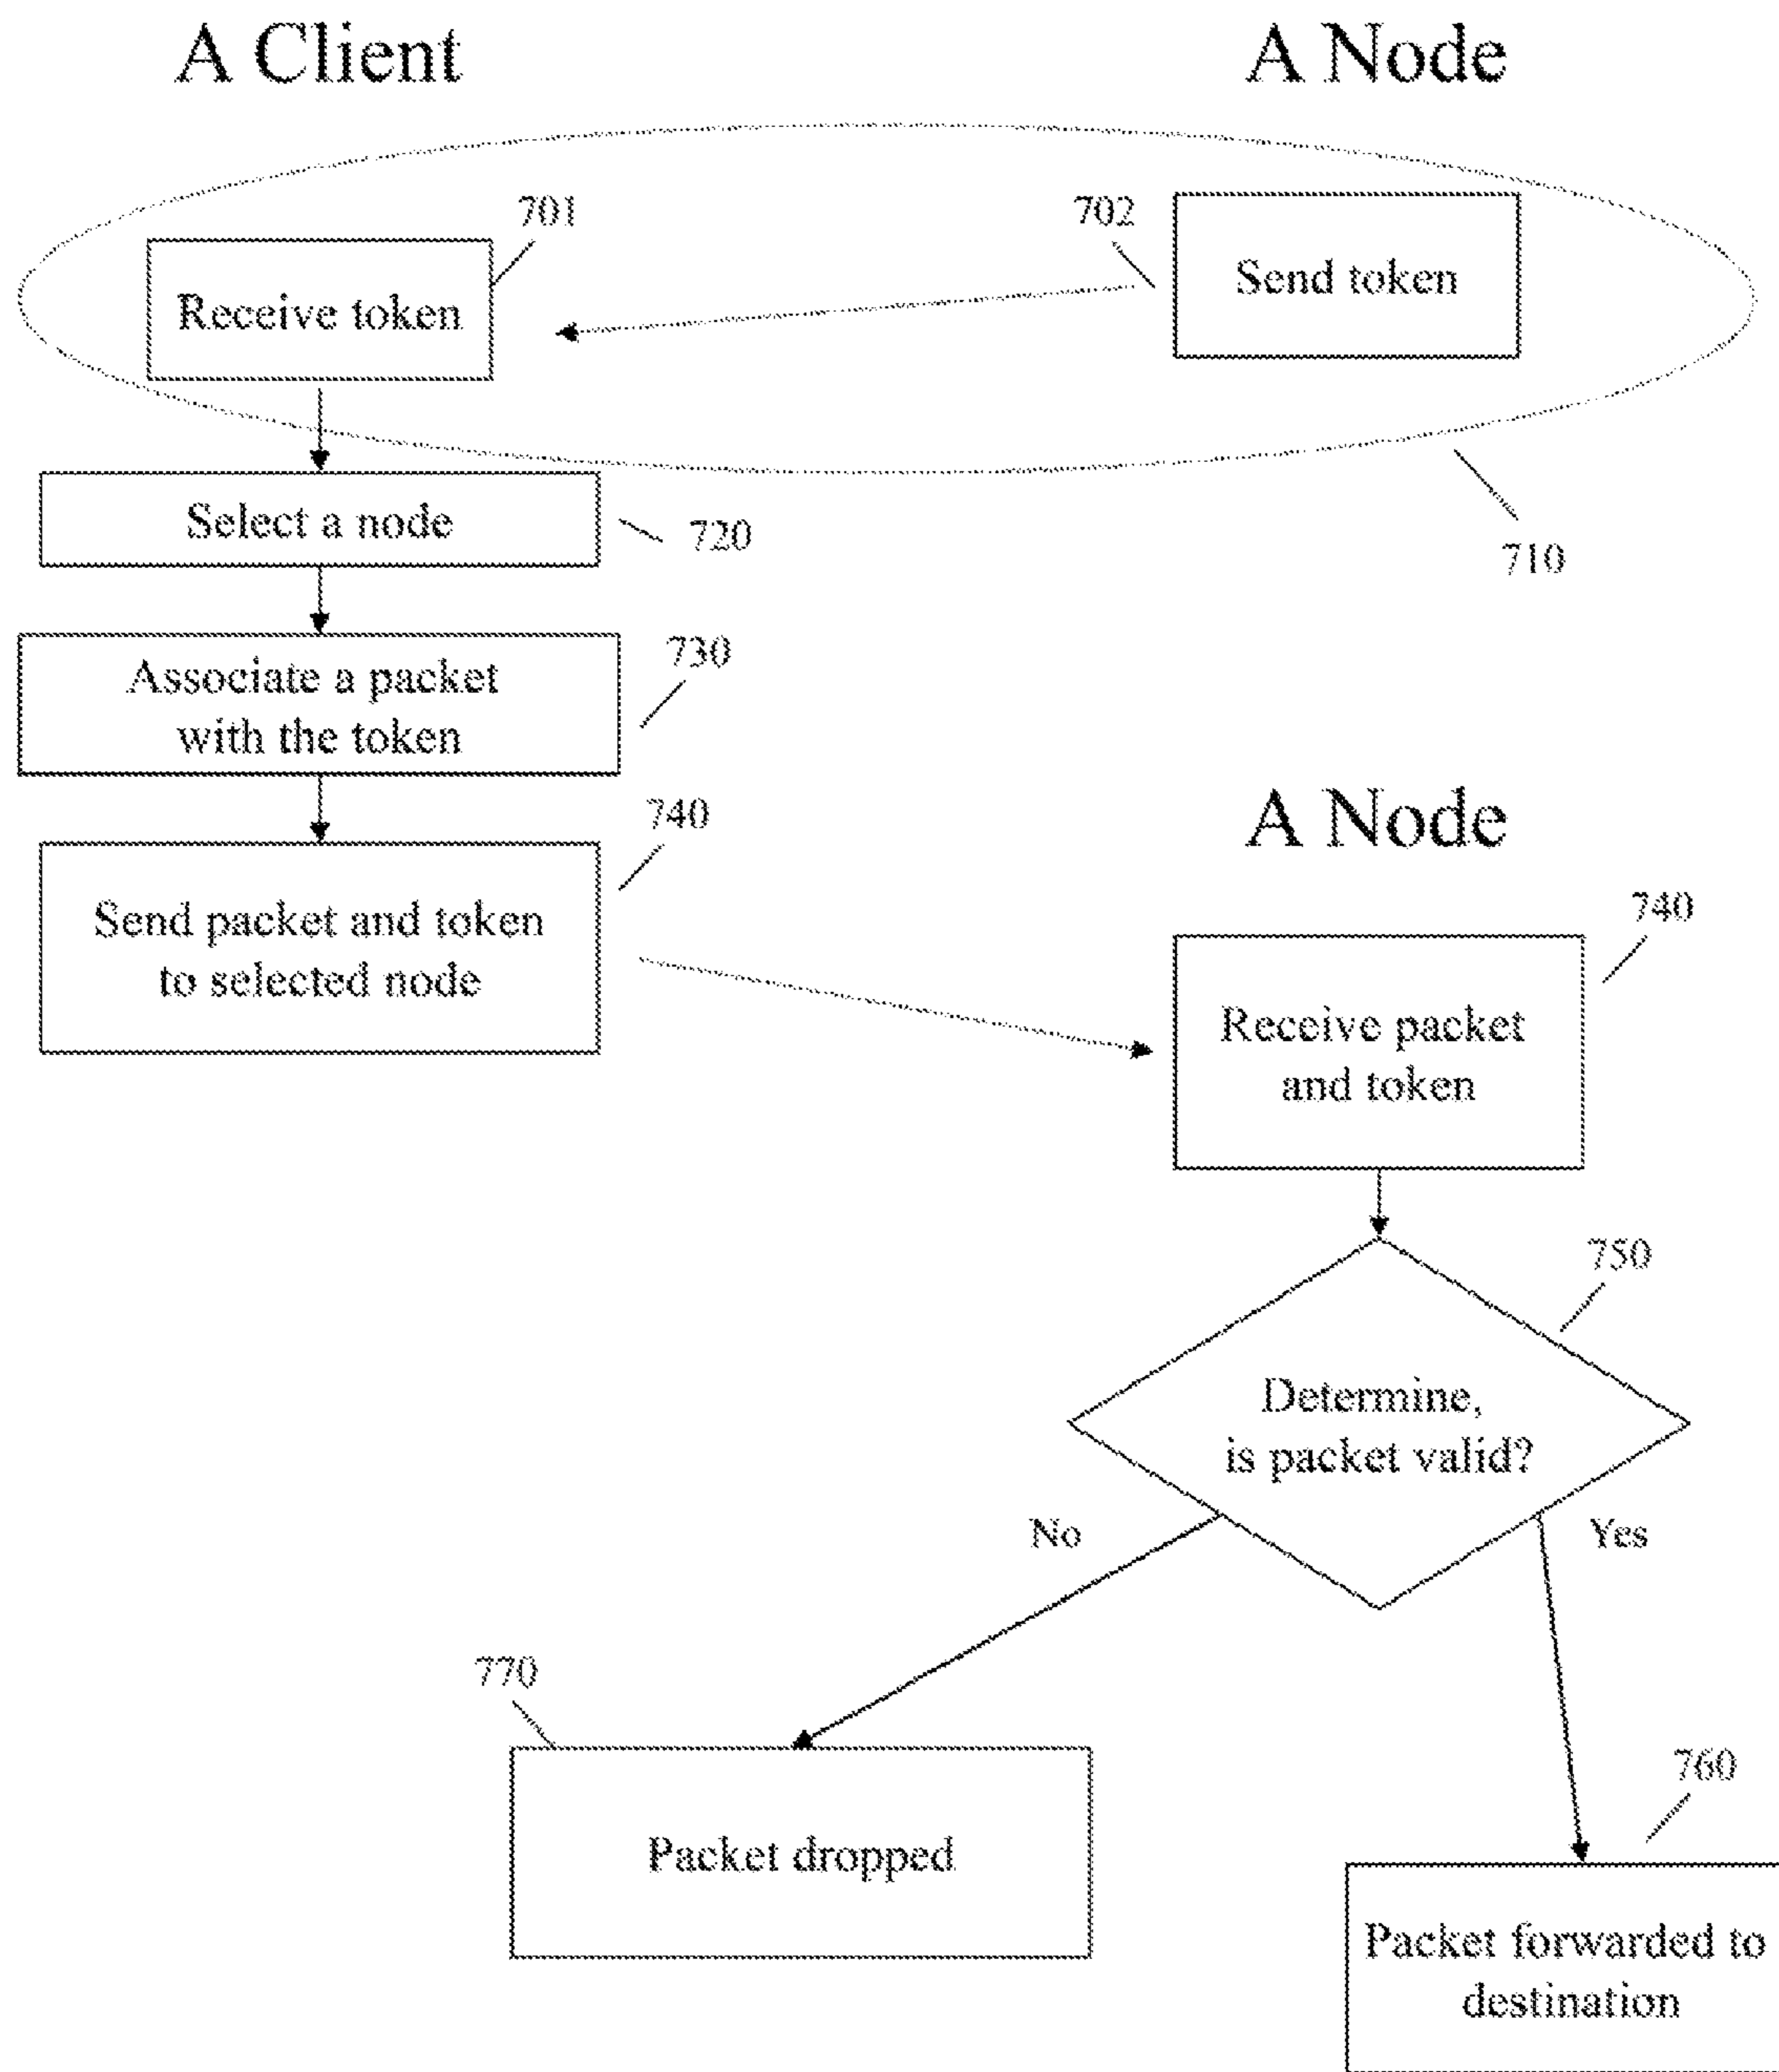 A Client
A Node
701
702
Receive token
Send token
Select a node
720
710
730
Associate a packet
with the token
740
A Node
Send packet and token
to selected node
740
Receive packet
and token
750
Determine,
is packet valid?
No
Yes
770
760
Packet dropped
Packet forwarded to
destination